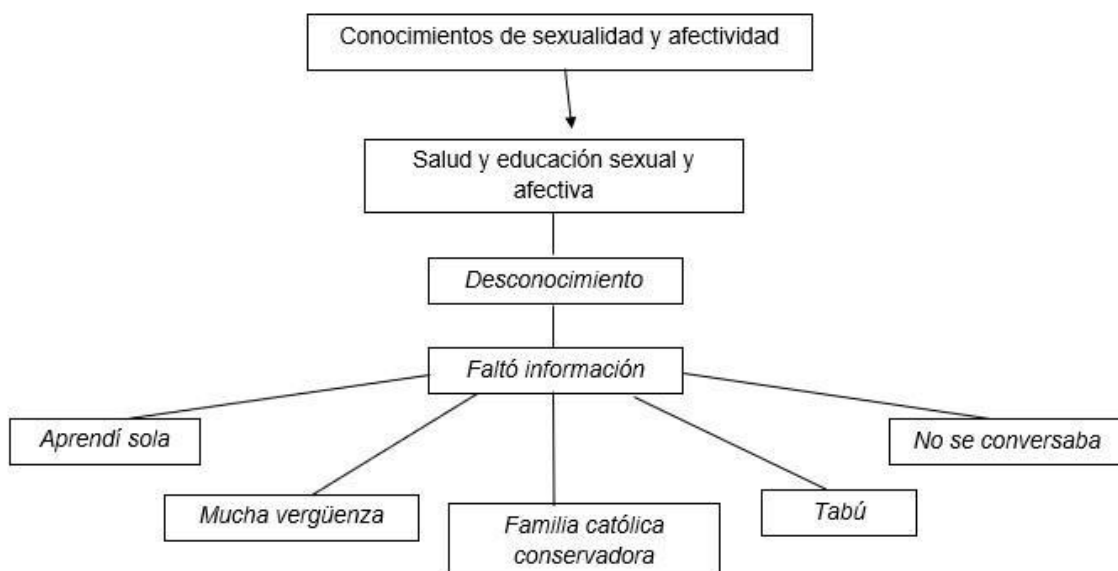 Conocimientos de sexualidad y afectividad
Salud y educación sexual y
afectiva
Desconocimiento
Faltó información
Aprendí sola
No se conversaba
Mucha vergüenza
Familia católica
conservadora
Tabú